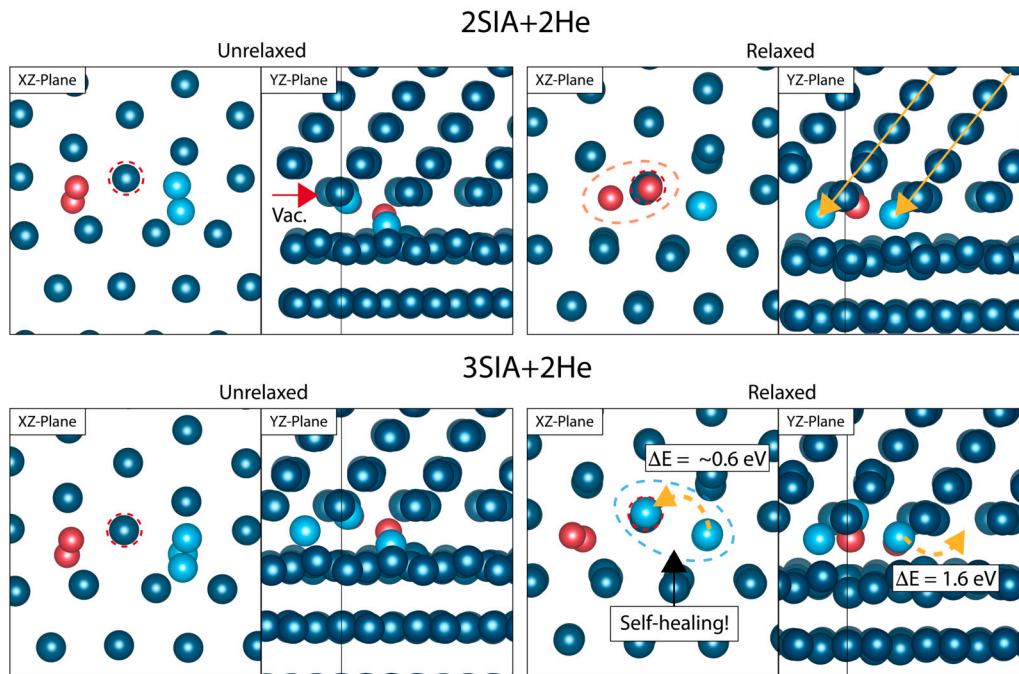 2SIA+2He
Unrelaxed
Relaxed
XZ-Plane
YZ-Plane
XZ-Plane
YZ-Plane
Vac.
3SIA+2He
Unrelaxed
Relaxed
XZ-Plane
YZ-Plane
XZ-Plane
YZ-Plane
ΔE = ~0.6 eV
ΔE = 1.6 eV
Self-healing!